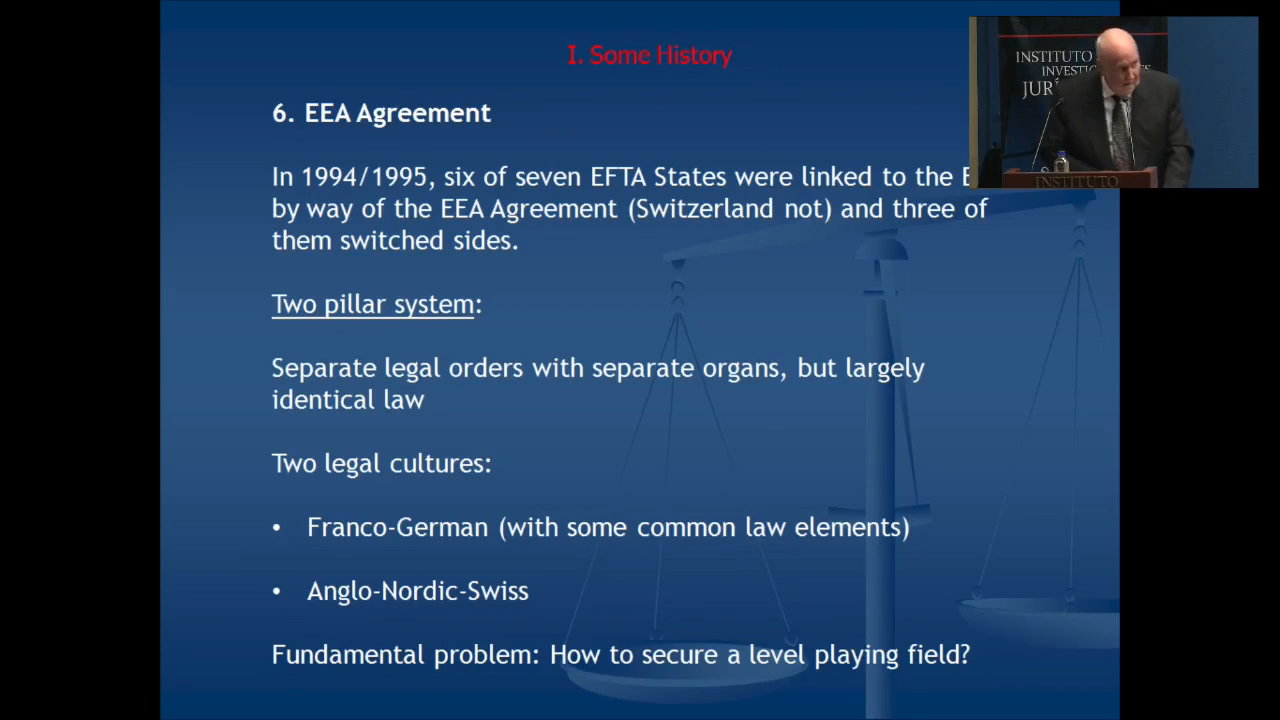 I. Some History
6. EEA Agreement
In 1994/1995, six of seven EFTA States were linked to the
by way of the EEA Agreement (Switzerland not) and three of
them switched sides.
Two pillar system:
Separate legal orders with separate organs, but largely
identical law
Two legal cultures:
• Franco-German (with some common law elements)
• Anglo-Nordic-Swiss
Fundamental problem: How to secure a level playing field?
INSTITUTO
INSTITUTO